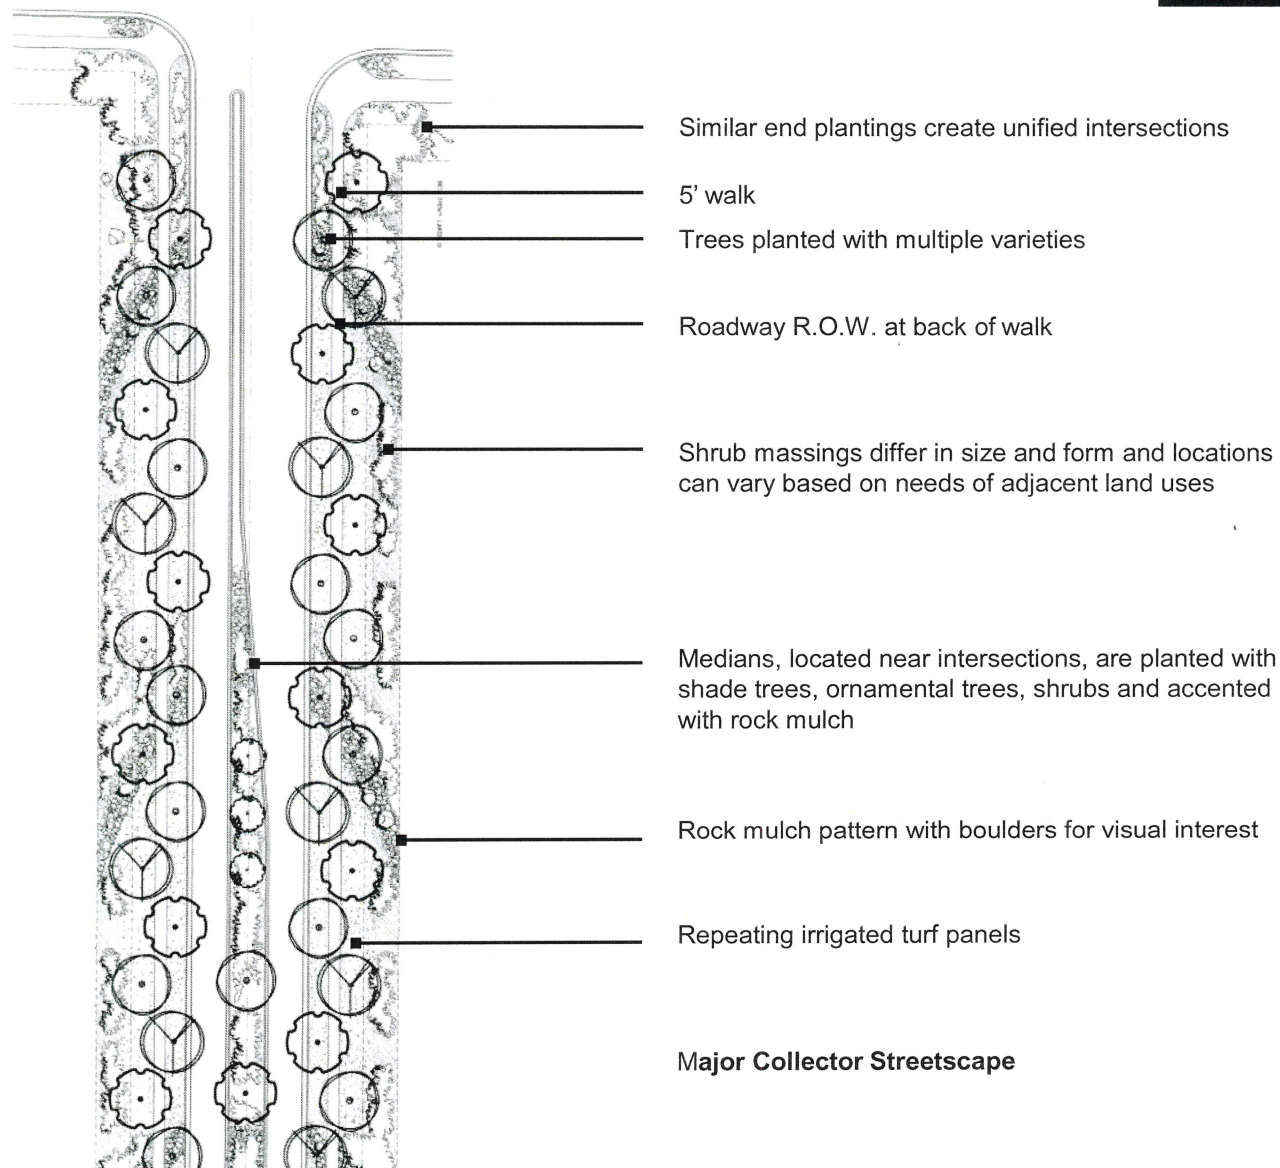 Similar end plantings create unified intersections
5’ walk
Trees planted with multiple varieties
Roadway R.O.W. at back of walk
Shrub massings differ in size and form and locations
can vary based on needs of adjacent land uses
Medians, located near intersections, are planted with
shade trees, ornamental trees, shrubs and accented
with rock mulch
Rock mulch pattern with boulders for visual interest
Repeating irrigated turf panels
Major Collector Streetscape